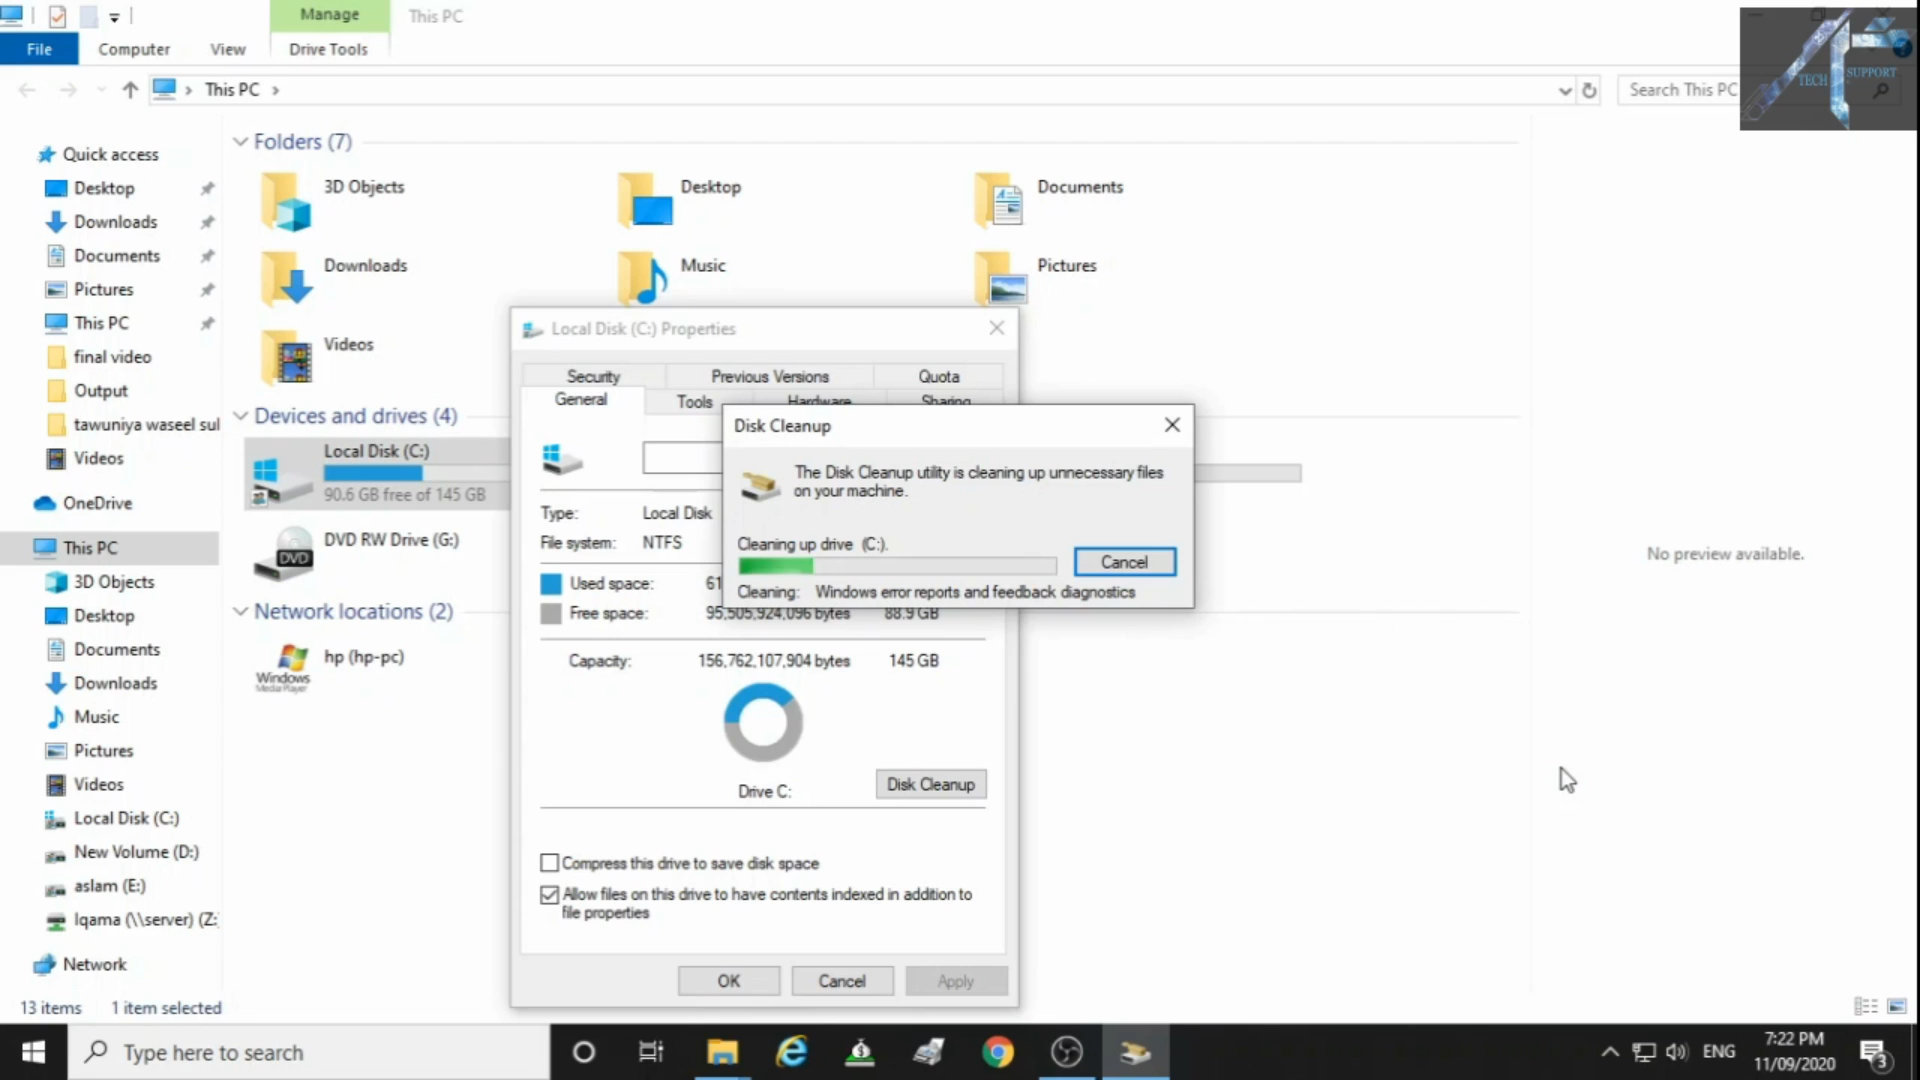 Manage
This PC
File
Computer
View
Drive Tools
This PC
Search This PC
TECH
SUPPORT
Quick access
Desktop
Downloads
Documents
Pictures
This PC
final video
Output
tawuniya waseel sul
Videos
OneDrive
This PC
3D Objects
Desktop
Documents
Downloads
Music
Pictures
Videos
Local Disk (C:)
New Volume (D:)
aslam (E:)
Iqama (\\server) (Z:
Network
Folders (7)
3D Objects
Desktop
Documents
Downloads
Music
Pictures
Videos
Devices and drives (4)
Local Disk (C:)
90.6 GB free of 145 GB
DVD
DVD RW Drive (G:)
Network locations (2)
hp (hp-pc)
Windows
Media Player
Local Disk (C:) Properties
Security
Previous Versions
Quota
General
Tools
Hardware
Sharing
Type:
Local Disk
File system:
NTFS
Used space:
61
Free space:
95,505,924,096 bytes
88.9 GB
Capacity:
156,762,107,904 bytes
145 GB
Drive C:
Disk Cleanup
Compress this drive to save disk space
Allow files on this drive to have contents indexed in addition to
file properties
OK
Cancel
Apply
Disk Cleanup
The Disk Cleanup utility is cleaning up unnecessary files
on your machine.
Cleaning up drive (C:).
Cancel
Cleaning: Windows error reports and feedback diagnostics
No preview available.
13 items
1 item selected
Type here to search
ENG
7:22 PM
11/09/2020
3